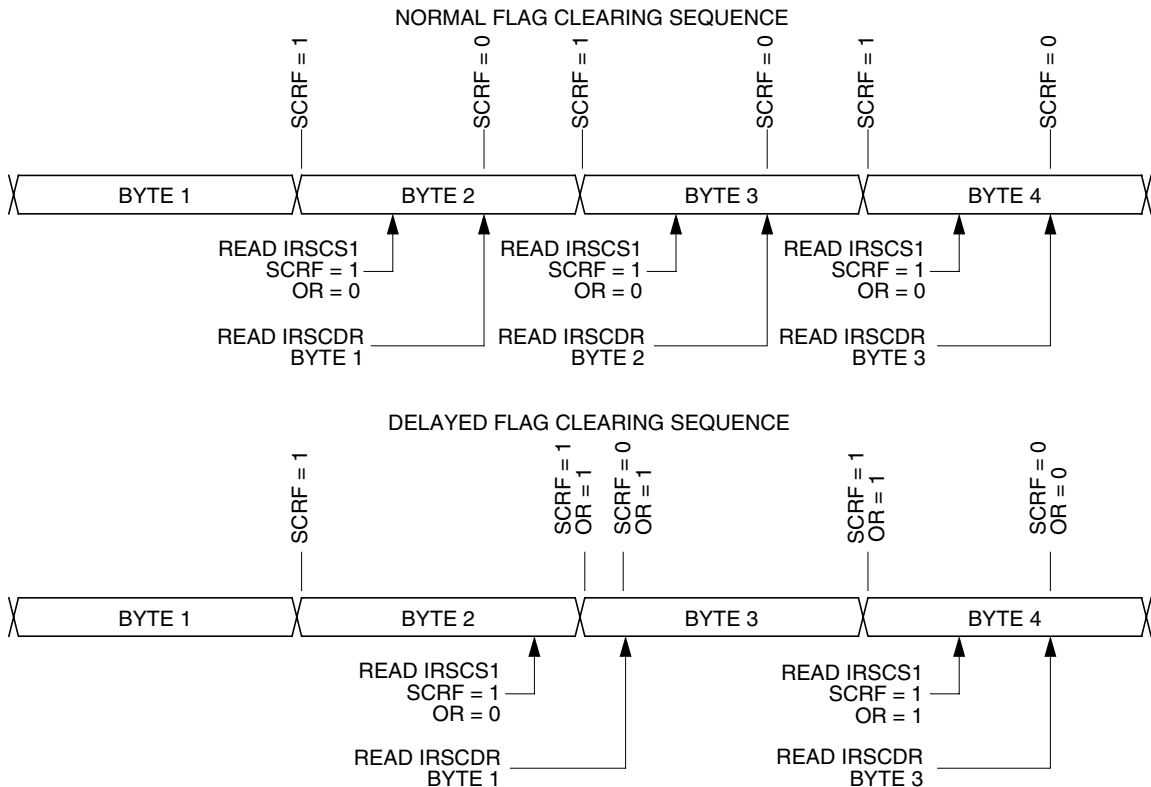 NORMAL FLAG CLEARING SEQUENCE
SCRF = 1
SCRF = 0
SCRF = 1
SCRF = 0
SCRF = 1
SCRF = 0
BYTE 1
BYTE 2
BYTE 3
BYTE 4
READ IRSCS1
SCRF = 1
OR = 0
READ IRSCS1
SCRF = 1
OR = 0
READ IRSCS1
SCRF = 1
OR = 0
READ IRSCDR
BYTE 1
READ IRSCDR
BYTE 2
READ IRSCDR
BYTE 3
DELAYED FLAG CLEARING SEQUENCE
SCRF = 1
SCRF = 1
OR = 1
SCRF = 0
OR = 1
SCRF = 1
OR = 1
SCRF = 0
OR = 0
BYTE 1
BYTE 2
BYTE 3
BYTE 4
READ IRSCS1
SCRF = 1
OR = 0
READ IRSCS1
SCRF = 1
OR = 1
READ IRSCDR
BYTE 1
READ IRSCDR
BYTE 3